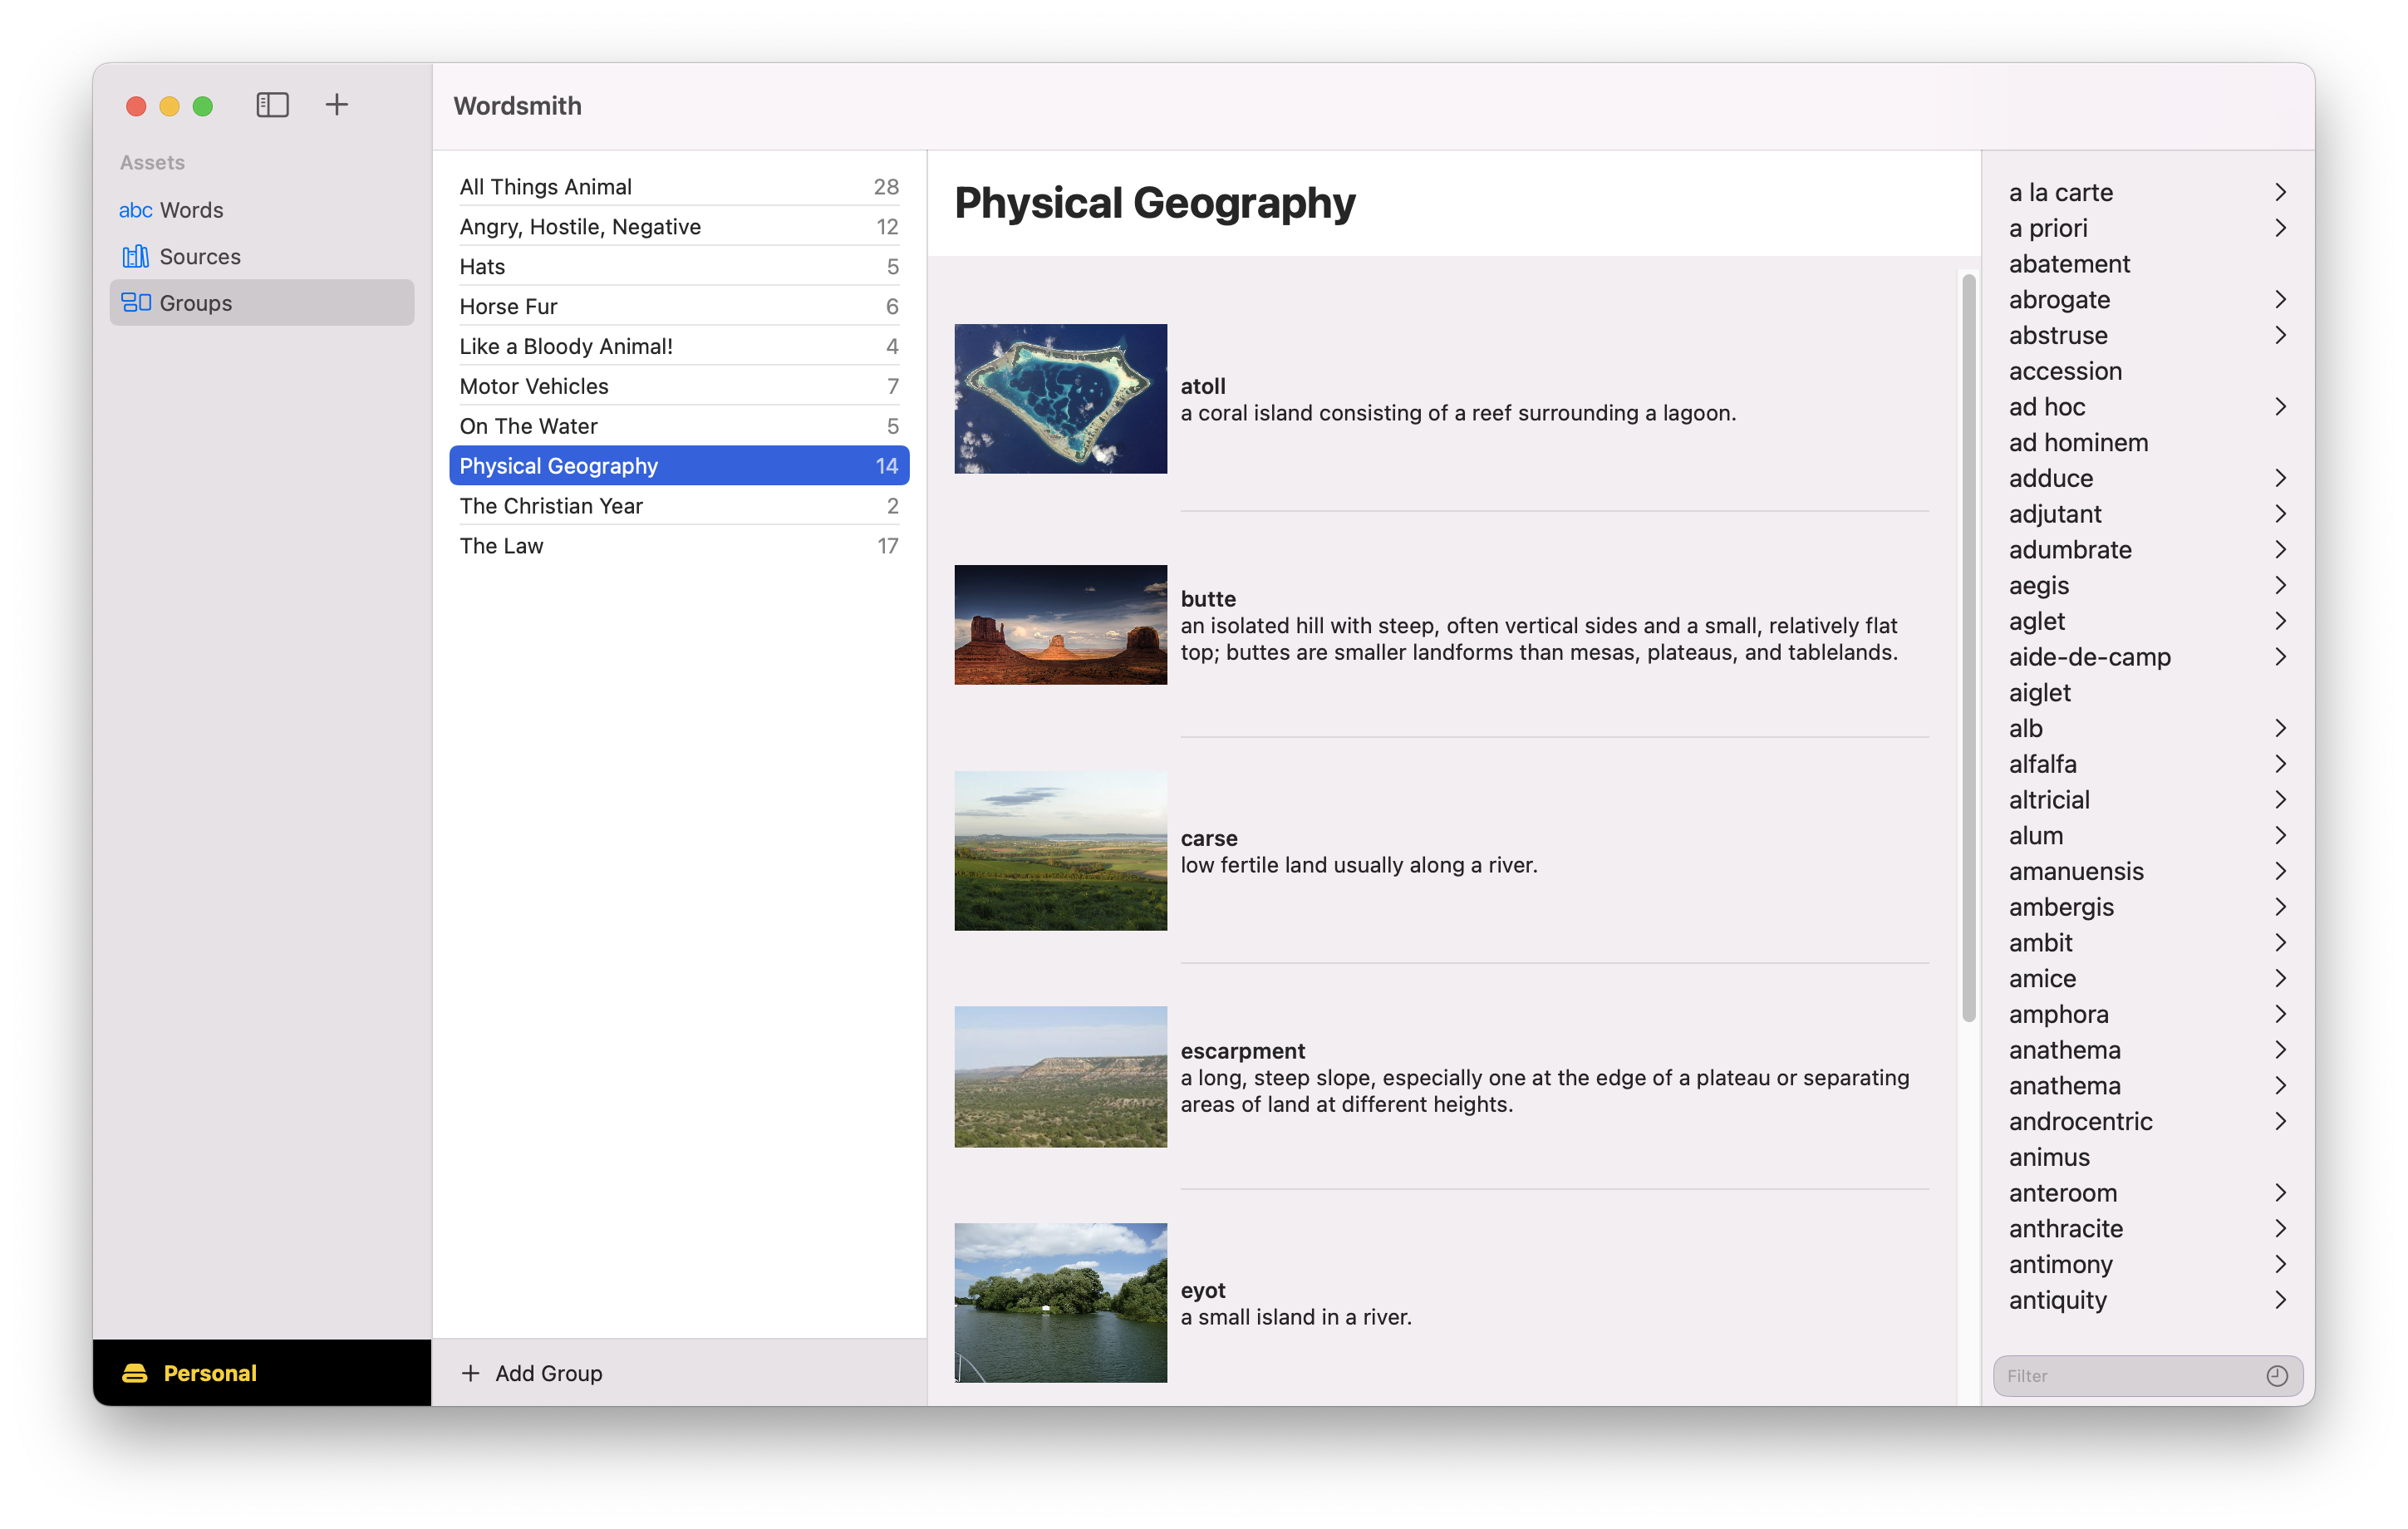 Wordsmith
Assets
abc Words
Sources
Groups
Personal
All Things Animal 28
Angry, Hostile, Negative 12
Hats 5
Horse Fur 6
Like a Bloody Animal! 4
Motor Vehicles 7
On The Water 5
Physical Geography 14
The Christian Year 2
The Law 17
+ Add Group
Physical Geography
atoll
a coral island consisting of a reef surrounding a lagoon.
butte
an isolated hill with steep, often vertical sides and a small, relatively flat
top; buttes are smaller landforms than mesas, plateaus, and tablelands.
carse
low fertile land usually along a river.
escarpment
a long, steep slope, especially one at the edge of a plateau or separating
areas of land at different heights.
eyot
a small island in a river.
a la carte
a priori
abatement
abrogate
abstruse
accession
ad hoc
ad hominem
adduce
adjutant
adumbrate
aegis
aglet
aide-de-camp
aiglet
alb
alfalfa
altricial
alum
amanuensis
ambergis
ambit
amice
amphora
anathema
anathema
androcentric
animus
anteroom
anthracite
antimony
antiquity
Filter